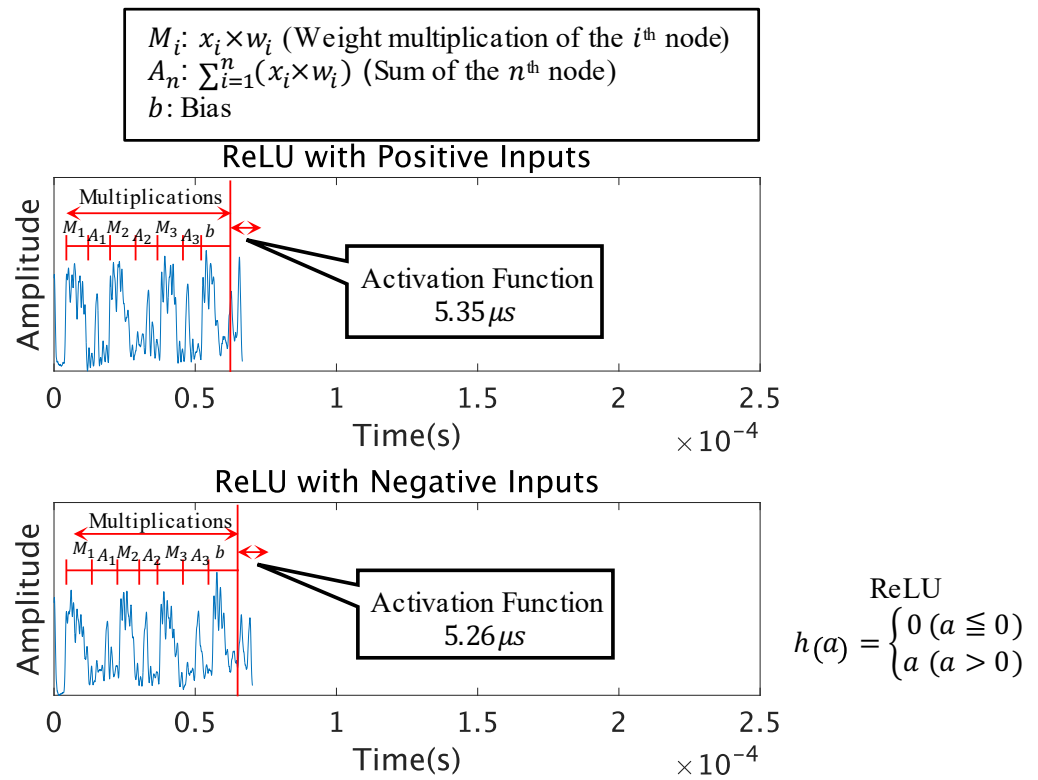 M_i: x_i×w_i (Weight multiplication of the i^th node)
A_n: ∑_{i=1}^{n}(x_i×w_i) (Sum of the n^th node)
b: Bias
ReLU with Positive Inputs
Multiplications
M_1 A_1 M_2 A_2 M_3 A_3 b
Activation Function
5.35 μs
Amplitude
0 0.5 1 1.5 2 2.5
Time(s)
×10^-4
ReLU with Negative Inputs
Multiplications
M_1 A_1 M_2 A_2 M_3 A_3 b
Activation Function
5.26 μs
Amplitude
0 0.5 1 1.5 2 2.5
Time(s)
×10^-4
ReLU
h(a) = { 0 (a ≦ 0)
a (a > 0)